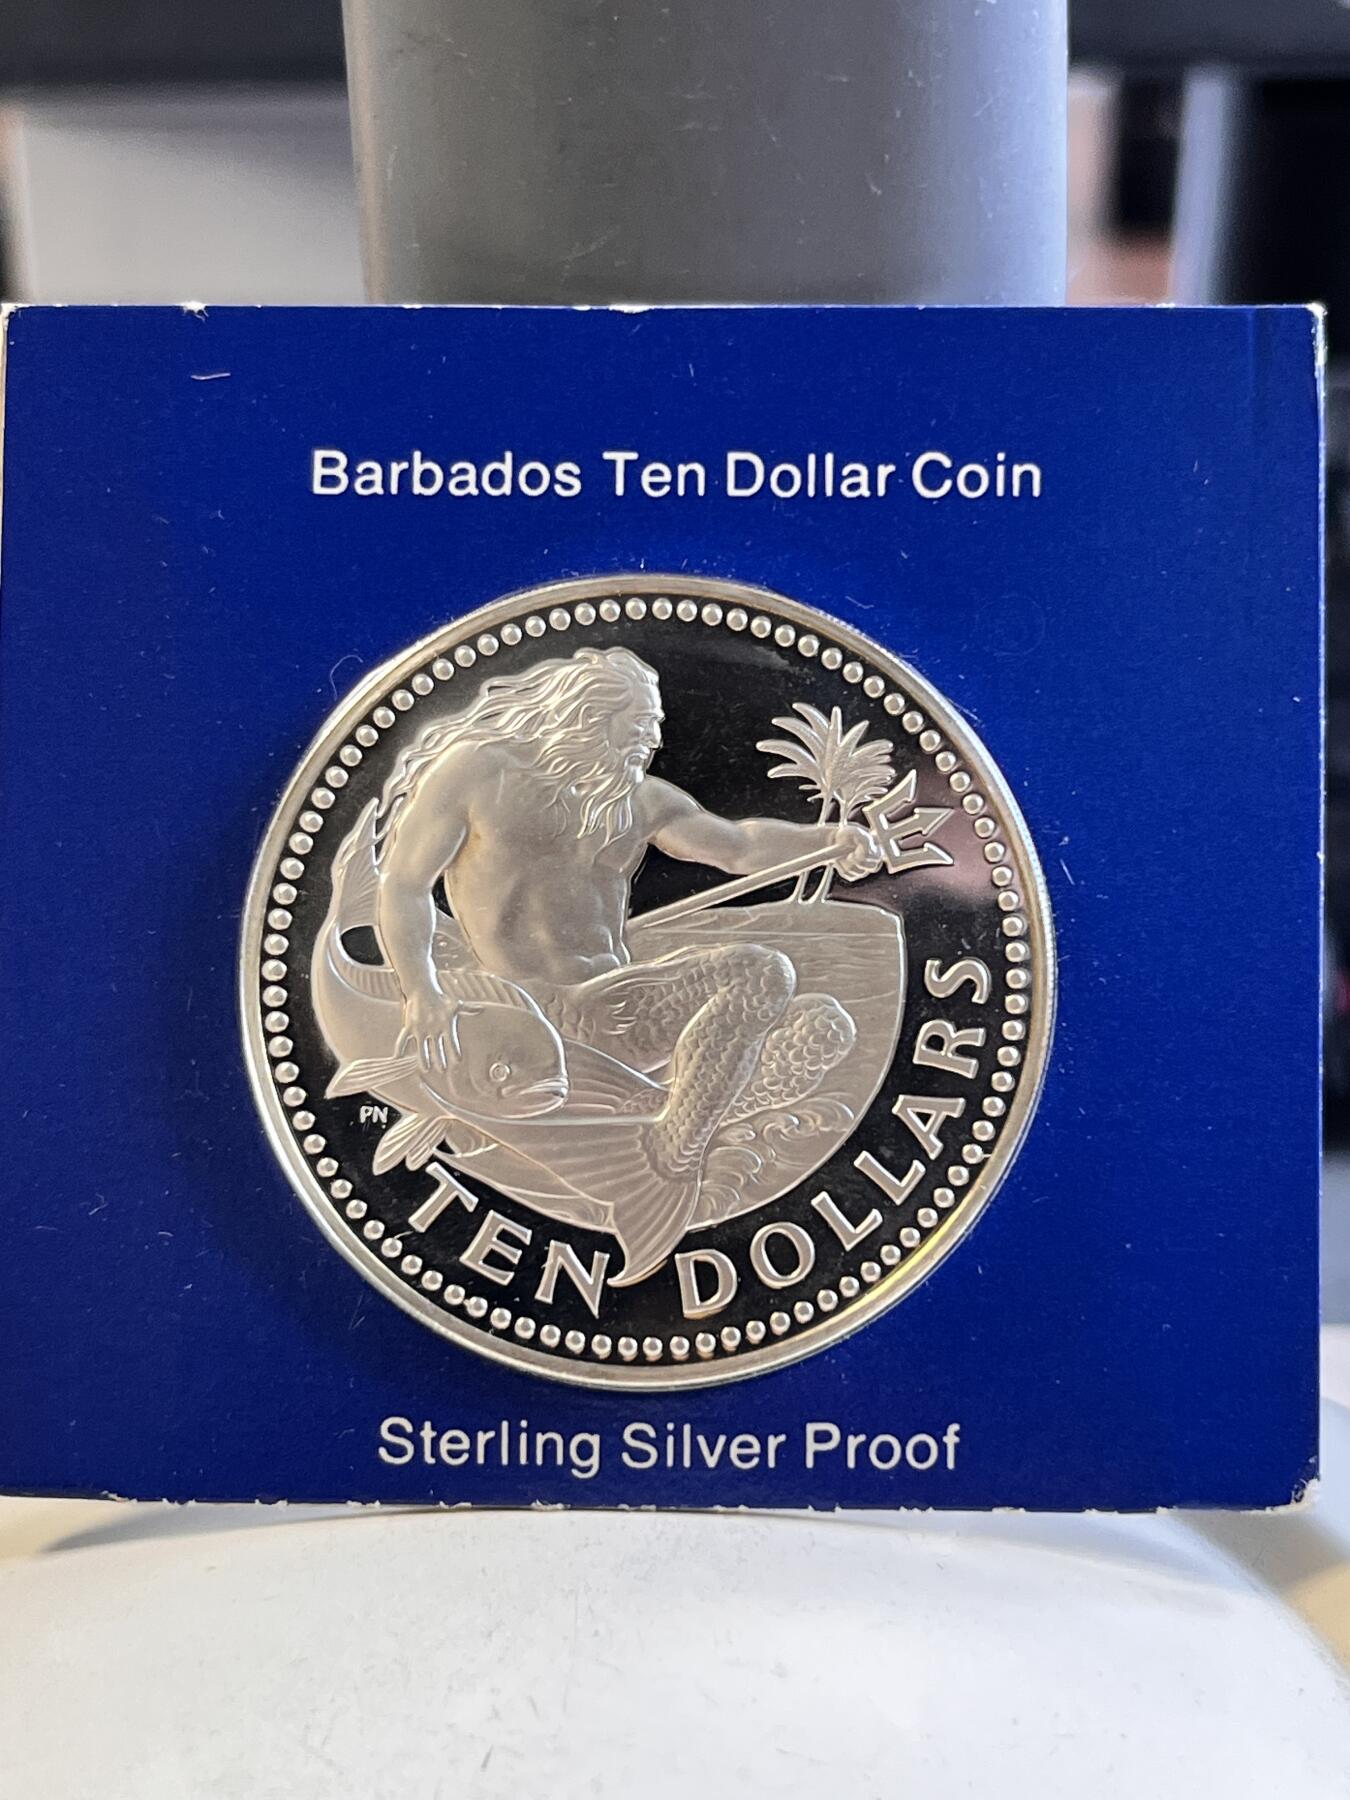 Barbados Ten Dollar Coin
PN
TEN DOLLARS
Sterling Silver Proof